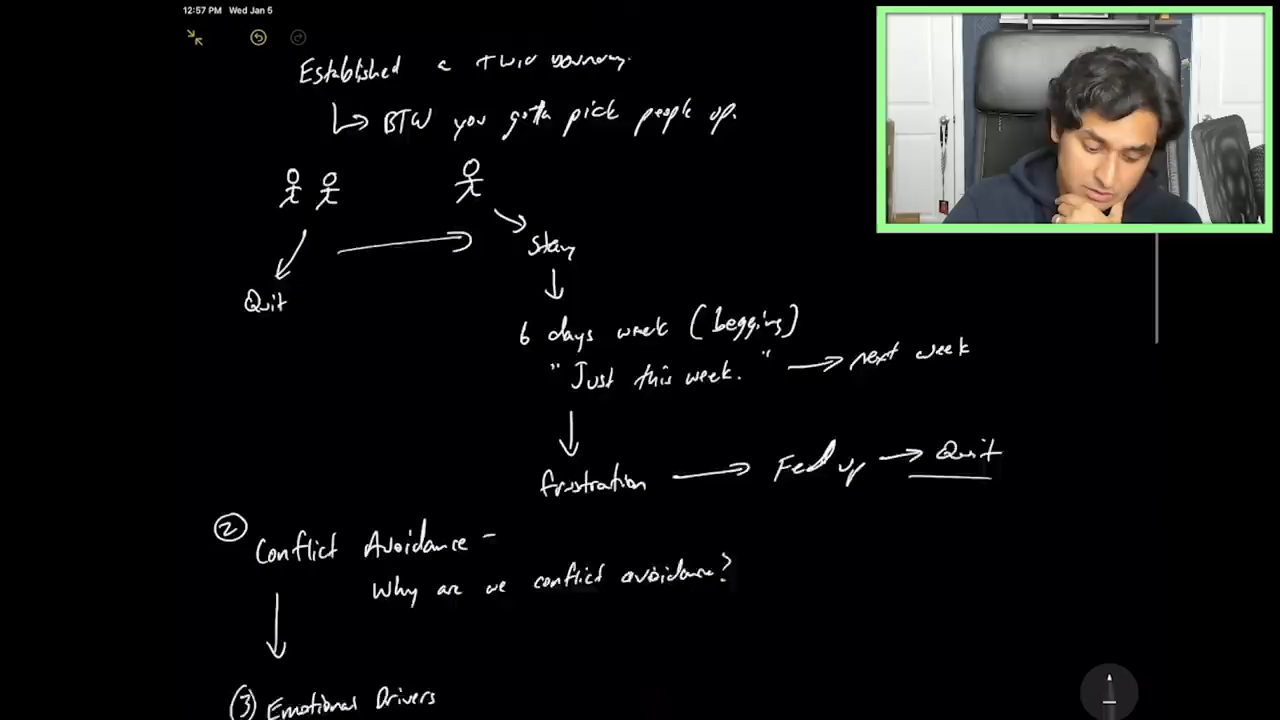 12:57 PM Wed Jan 5
Established a
BTW you gotta pick people up.
Stay
Quit
6 days week (begging)
"Just this week." → next week
frustration → Fed up → Quit
② Conflict Avoidance -
Why are we conflict avoidance?
③ Emotional Drivers